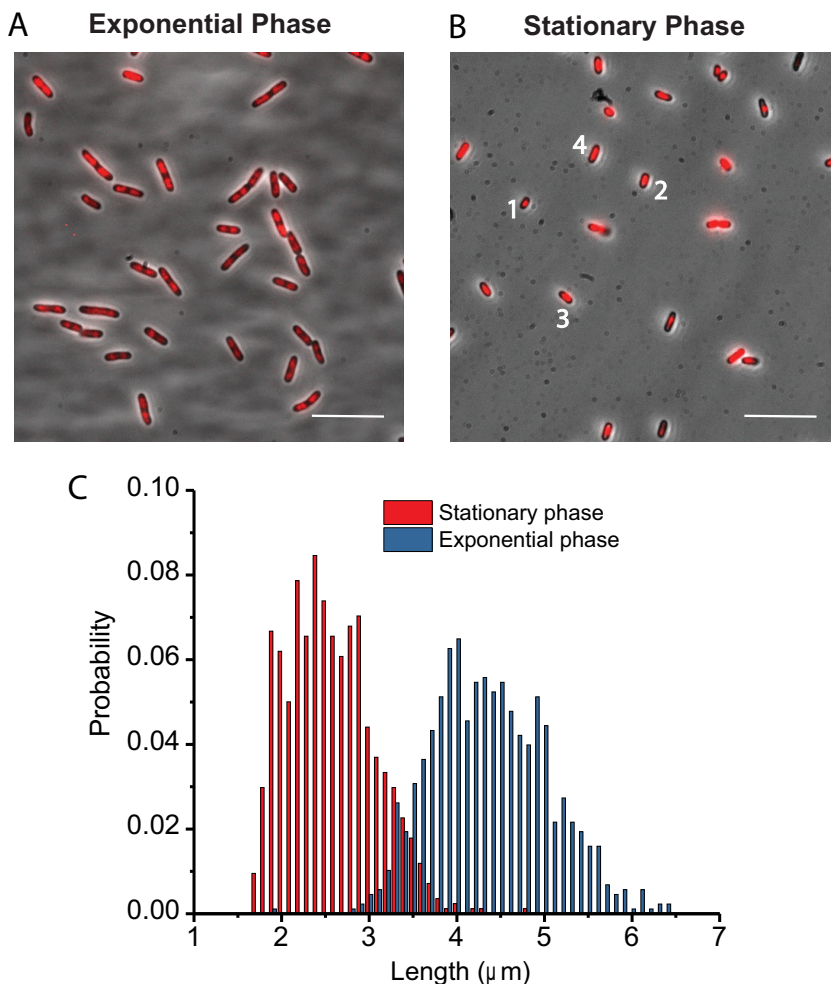 A Exponential Phase
B Stationary Phase
4
2
1
3
C
0.10
Stationary phase
Exponential phase
0.08
0.06
0.04
0.02
0.00
Probability
1 2 3 4 5 6 7
Length (μm)